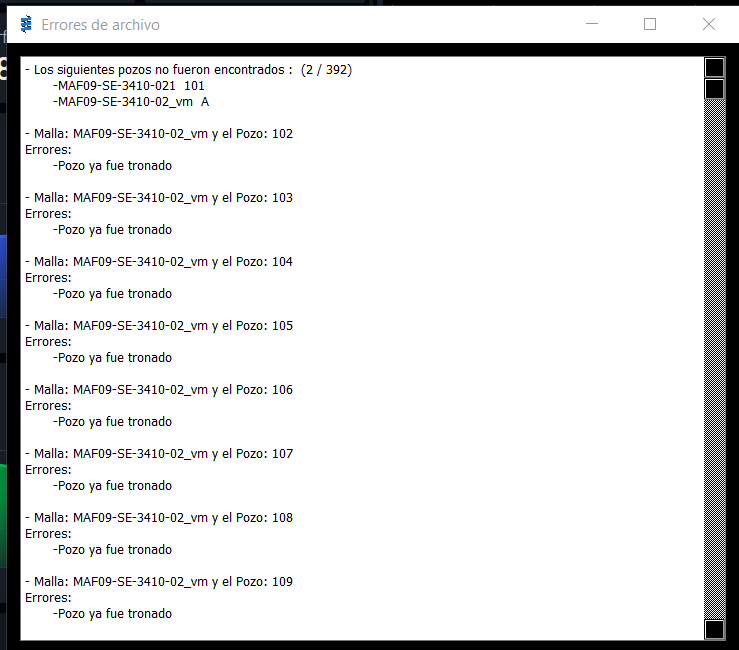 Errores de archivo
- Los siguientes pozos no fueron encontrados :  (2 / 392)
-MAF09-SE-3410-021  101
-MAF09-SE-3410-02_vm  A
- Malla: MAF09-SE-3410-02_vm y el Pozo: 102
Errores:
-Pozo ya fue tronado
- Malla: MAF09-SE-3410-02_vm y el Pozo: 103
Errores:
-Pozo ya fue tronado
- Malla: MAF09-SE-3410-02_vm y el Pozo: 104
Errores:
-Pozo ya fue tronado
- Malla: MAF09-SE-3410-02_vm y el Pozo: 105
Errores:
-Pozo ya fue tronado
- Malla: MAF09-SE-3410-02_vm y el Pozo: 106
Errores:
-Pozo ya fue tronado
- Malla: MAF09-SE-3410-02_vm y el Pozo: 107
Errores:
-Pozo ya fue tronado
- Malla: MAF09-SE-3410-02_vm y el Pozo: 108
Errores:
-Pozo ya fue tronado
- Malla: MAF09-SE-3410-02_vm y el Pozo: 109
Errores:
-Pozo ya fue tronado